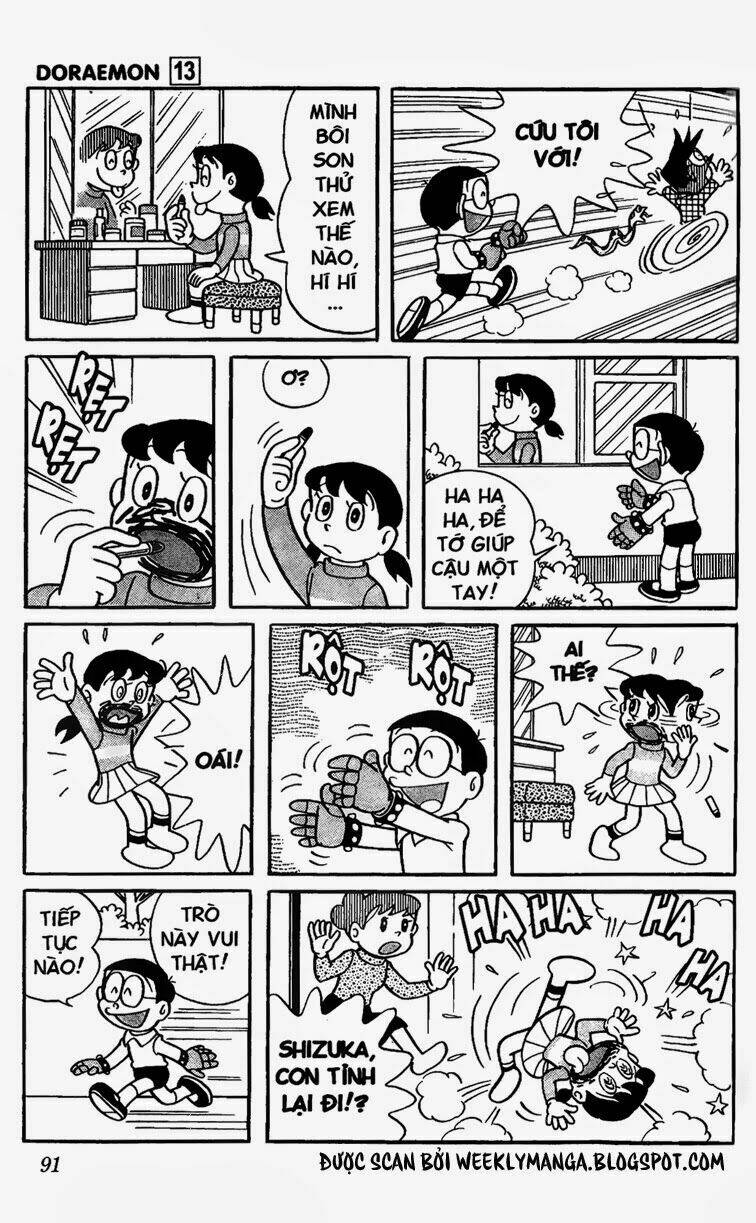 DORAEMON 13
MÌNH
BÔI
SON
THỬ
XEM
THẾ
NÀO,
HÍ HÍ
...
CỨU TÔI
VỚI!
RẸT
RẸT
Ơ?
HA HA
HA, ĐỂ
TỚ GIÚP
CẬU MỘT
TAY!
OÁI!
RỘT
RỘT
AI
THẾ?
TIẾP
TỤC
NÀO!
TRÒ
NÀY VUI
THẬT!
SHIZUKA,
CON TỈNH
LẠI ĐI!?
HA HA
HA
HA
91
ĐƯỢC SCAN BỞI WEEKLYMANGA.BLOGSPOT.COM